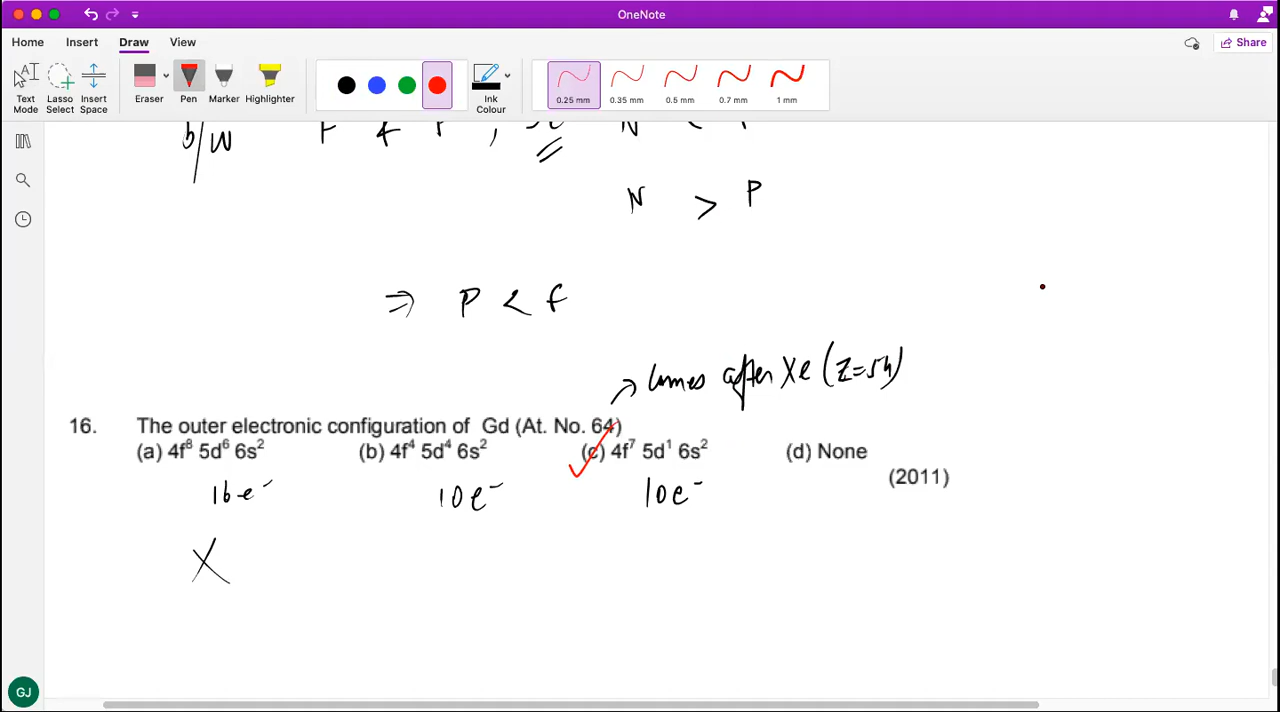 OneNote
Home Insert Draw View
Share
Text Mode Lasso Select Insert Space Eraser Pen Marker Highlighter Ink Colour 0.25 mm 0.35 mm 0.5 mm 0.7 mm 1 mm
b/w F & P , N < P
N > P
⇒ P < F
comes after Xe (Z=54)
16. The outer electronic configuration of Gd (At. No. 64)
(a) 4f⁸ 5d⁶ 6s² (b) 4f⁴ 5d⁴ 6s² (c) 4f⁷ 5d¹ 6s² (d) None
(2011)
16e⁻ 10e⁻ 10e⁻
X
GJ